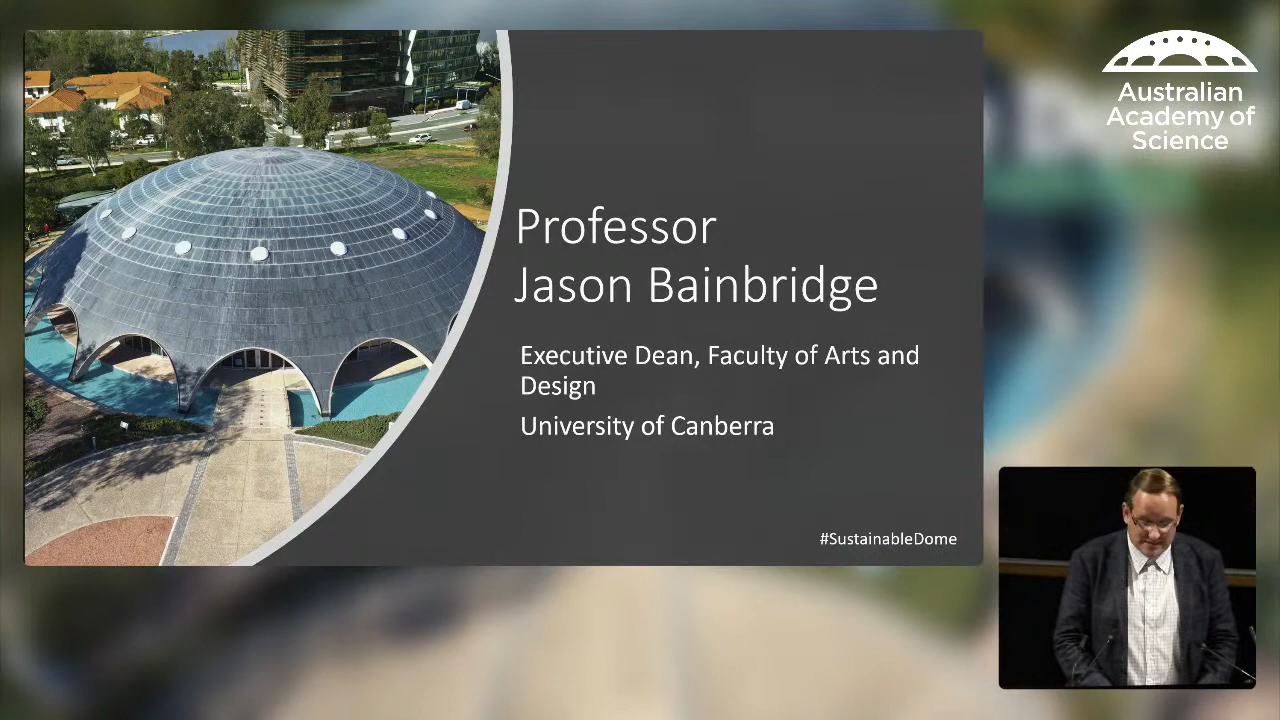 Australian
Academy of
Science
Professor
Jason Bainbridge
Executive Dean, Faculty of Arts and
Design
University of Canberra
#SustainableDome